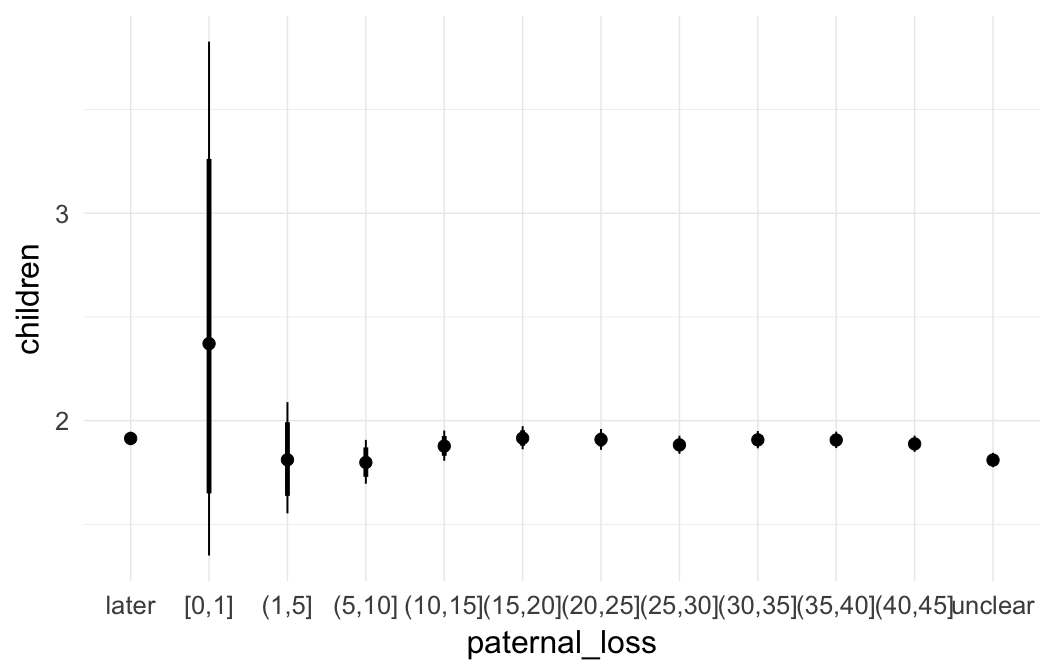 children
3
2
later [0,1] (1,5] (5,10] (10,15] (15,20] (20,25] (25,30] (30,35] (35,40] (40,45] unclear
paternal_loss